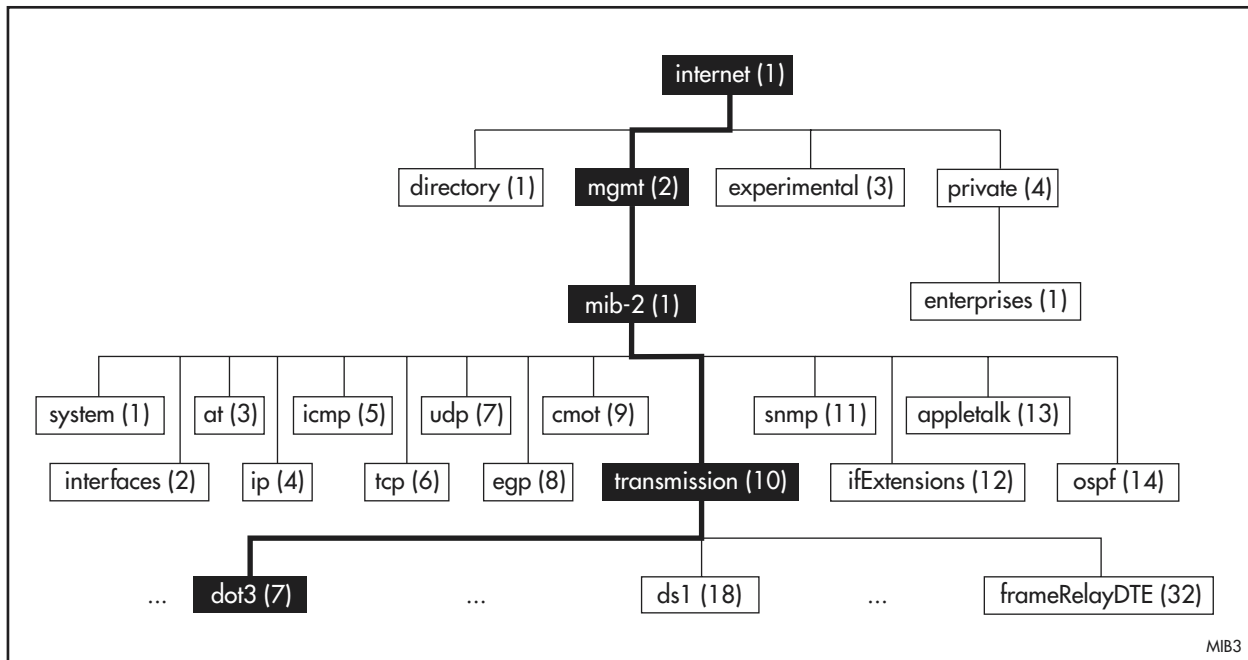 internet (1)
directory (1) mgmt (2) experimental (3) private (4)
mib-2 (1) enterprises (1)
system (1) at (3) icmp (5) udp (7) cmot (9) snmp (11) appletalk (13)
interfaces (2) ip (4) tcp (6) egp (8) transmission (10) ifExtensions (12) ospf (14)
... dot3 (7) ... ds1 (18) ... frameRelayDTE (32)
MIB3